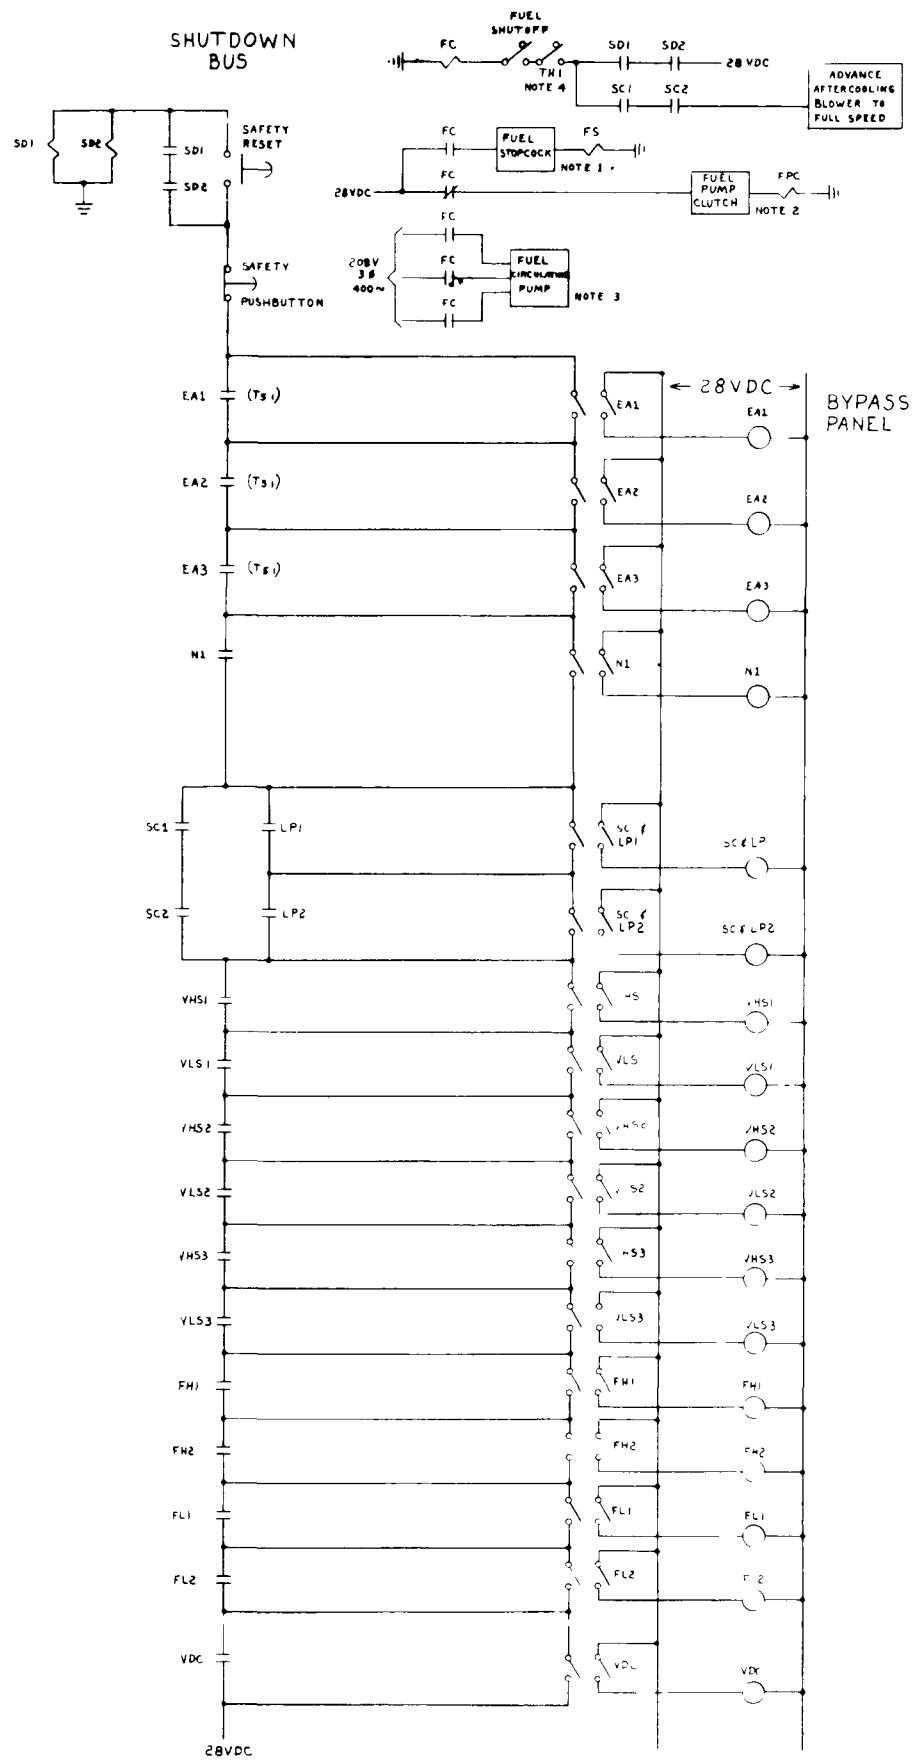 SHUTDOWN
BUS
FUEL
SHUTOFF
FC
SD1
SD2
28 VDC
TH1
NOTE 4
SC1
SC2
ADVANCE
AFTERCOOLING
BLOWER TO
FULL SPEED
SD1
SD2
SD1
SD2
SAFETY
RESET
FC
FUEL
STOPCOCK
FS
NOTE 1
28VDC
FC
FUEL
PUMP
CLUTCH
FPC
NOTE 2
SAFETY
PUSHBUTTON
208V
3 ø
400~
FC
FC
FC
FUEL
CIRCULATING
PUMP
NOTE 3
← 28VDC →
BYPASS
PANEL
EA1 (TS1)
EA1
EA1
EA2 (TS1)
EA2
EA2
EA3 (TS1)
EA3
EA3
N1
N1
N1
SC1
LP1
SC &
LP1
SC & LP
SC2
LP2
SC &
LP2
SC & LP2
VHS1
HS
VHS1
VLS1
VLS
VLS1
VHS2
VHS2
VLS2
VLS2
VHS3
HS3
VHS3
VLS3
VLS3
VLS3
FH1
FH1
FH1
FH2
FH2
FH2
FL1
FL1
FL1
FL2
FL2
VDC
VDC
28VDC